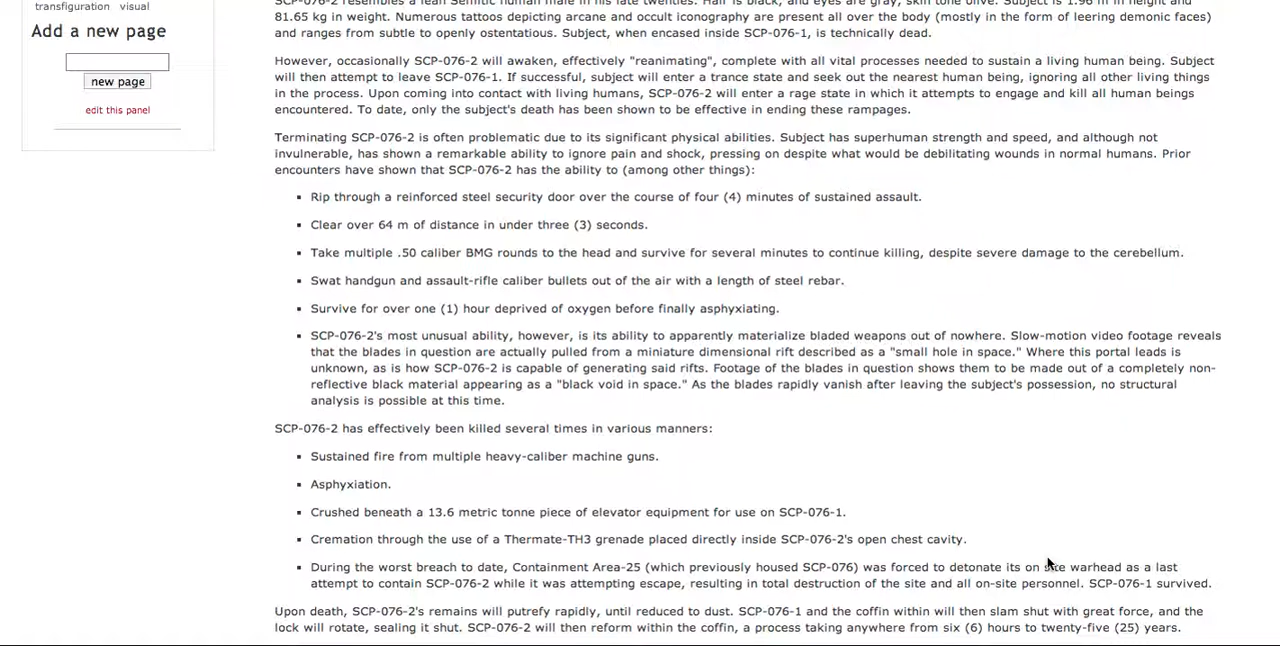 transfiguration visual
Add a new page
new page
edit this panel
SCP-076-2 resembles a lean Semitic human male in his late twenties. Hair is black, and eyes are gray, skin tone olive. Subject is 1.96 m in height and
81.65 kg in weight. Numerous tattoos depicting arcane and occult iconography are present all over the body (mostly in the form of leering demonic faces)
and ranges from subtle to openly ostentatious. Subject, when encased inside SCP-076-1, is technically dead.
However, occasionally SCP-076-2 will awaken, effectively "reanimating", complete with all vital processes needed to sustain a living human being. Subject
will then attempt to leave SCP-076-1. If successful, subject will enter a trance state and seek out the nearest human being, ignoring all other living things
in the process. Upon coming into contact with living humans, SCP-076-2 will enter a rage state in which it attempts to engage and kill all human beings
encountered. To date, only the subject's death has been shown to be effective in ending these rampages.
Terminating SCP-076-2 is often problematic due to its significant physical abilities. Subject has superhuman strength and speed, and although not
invulnerable, has shown a remarkable ability to ignore pain and shock, pressing on despite what would be debilitating wounds in normal humans. Prior
encounters have shown that SCP-076-2 has the ability to (among other things):
▪ Rip through a reinforced steel security door over the course of four (4) minutes of sustained assault.
▪ Clear over 64 m of distance in under three (3) seconds.
▪ Take multiple .50 caliber BMG rounds to the head and survive for several minutes to continue killing, despite severe damage to the cerebellum.
▪ Swat handgun and assault-rifle caliber bullets out of the air with a length of steel rebar.
▪ Survive for over one (1) hour deprived of oxygen before finally asphyxiating.
▪ SCP-076-2's most unusual ability, however, is its ability to apparently materialize bladed weapons out of nowhere. Slow-motion video footage reveals
that the blades in question are actually pulled from a miniature dimensional rift described as a "small hole in space." Where this portal leads is
unknown, as is how SCP-076-2 is capable of generating said rifts. Footage of the blades in question shows them to be made out of a completely non-
reflective black material appearing as a "black void in space." As the blades rapidly vanish after leaving the subject's possession, no structural
analysis is possible at this time.
SCP-076-2 has effectively been killed several times in various manners:
▪ Sustained fire from multiple heavy-caliber machine guns.
▪ Asphyxiation.
▪ Crushed beneath a 13.6 metric tonne piece of elevator equipment for use on SCP-076-1.
▪ Cremation through the use of a Thermate-TH3 grenade placed directly inside SCP-076-2's open chest cavity.
▪ During the worst breach to date, Containment Area-25 (which previously housed SCP-076) was forced to detonate its on site warhead as a last
attempt to contain SCP-076-2 while it was attempting escape, resulting in total destruction of the site and all on-site personnel. SCP-076-1 survived.
Upon death, SCP-076-2's remains will putrefy rapidly, until reduced to dust. SCP-076-1 and the coffin within will then slam shut with great force, and the
lock will rotate, sealing it shut. SCP-076-2 will then reform within the coffin, a process taking anywhere from six (6) hours to twenty-five (25) years.